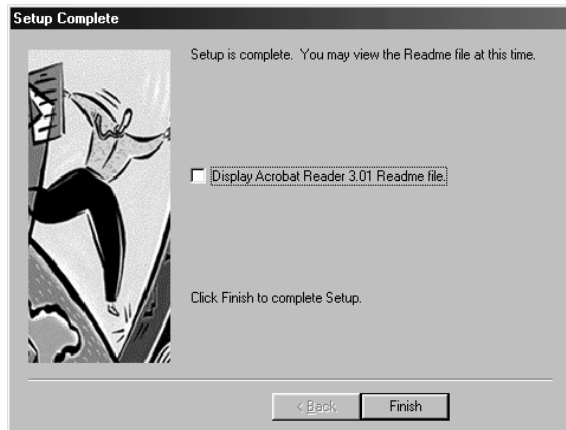 Setup Complete
Setup is complete. You may view the Readme file at this time.
Display Acrobat Reader 3.01 Readme file.
Click Finish to complete Setup.
< Back
Finish